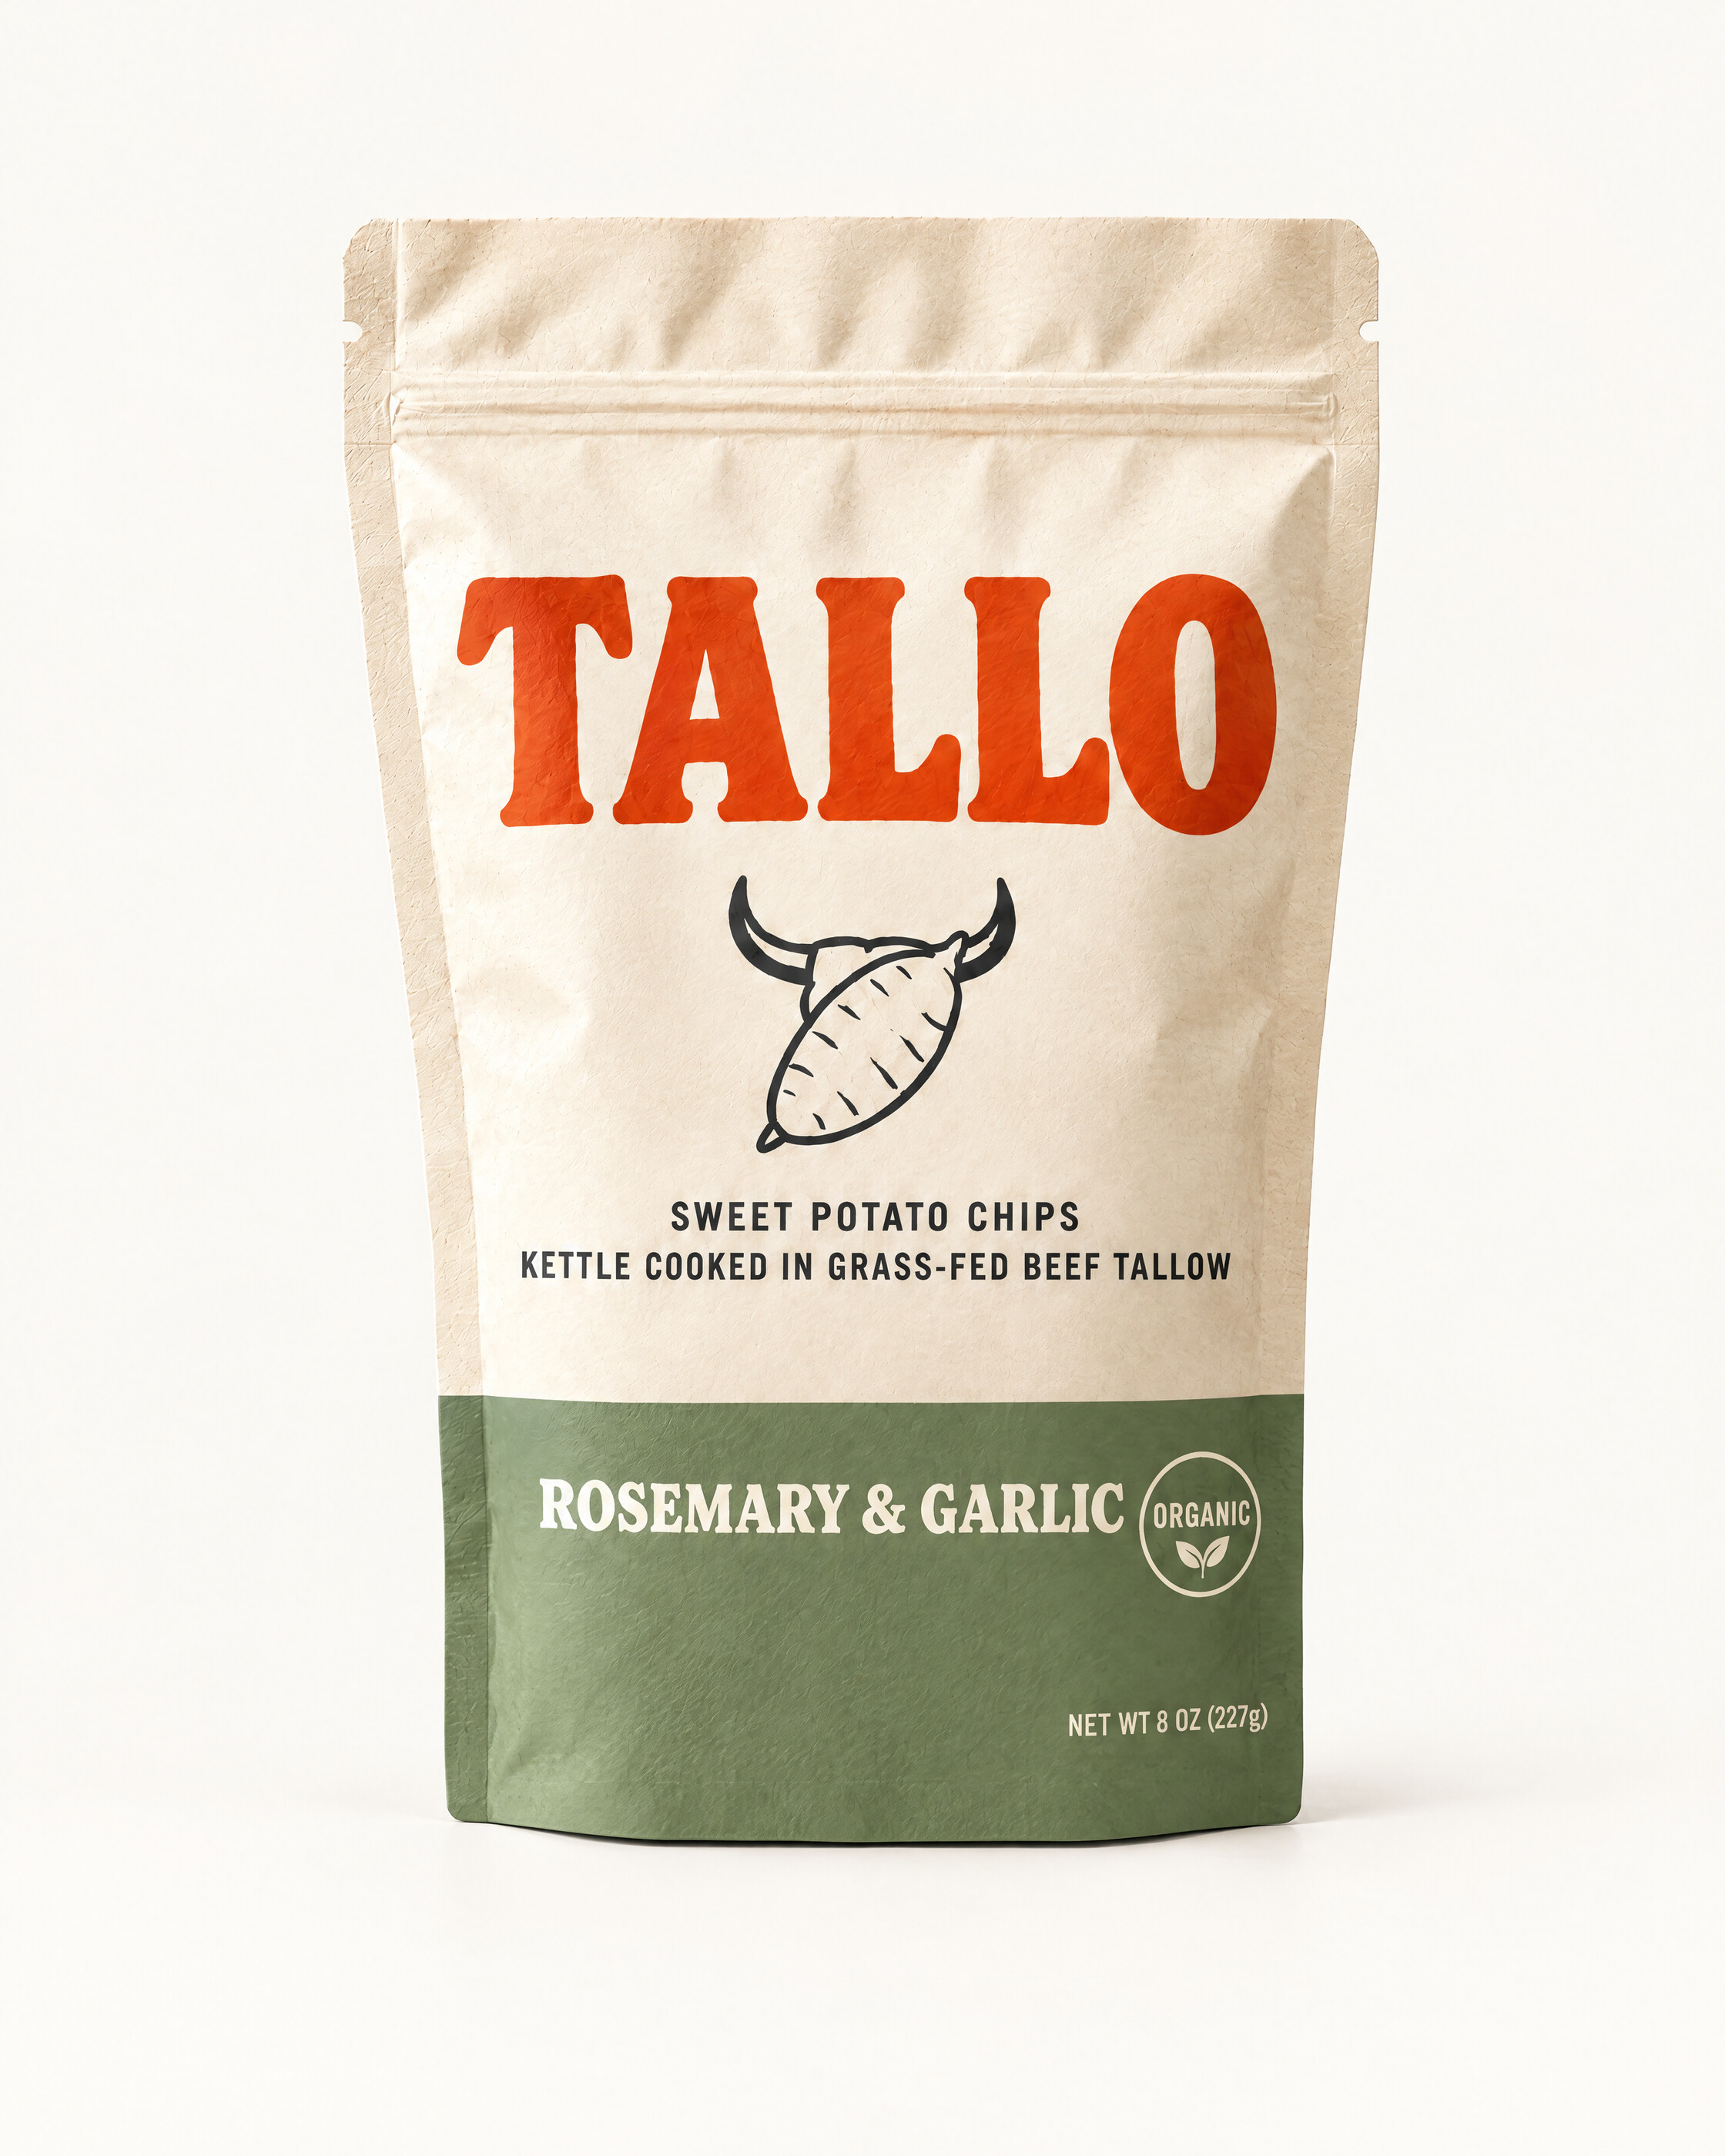 TALLO
SWEET POTATO CHIPS
KETTLE COOKED IN GRASS-FED BEEF TALLOW
ROSEMARY & GARLIC
ORGANIC
NET WT 8 OZ (227g)